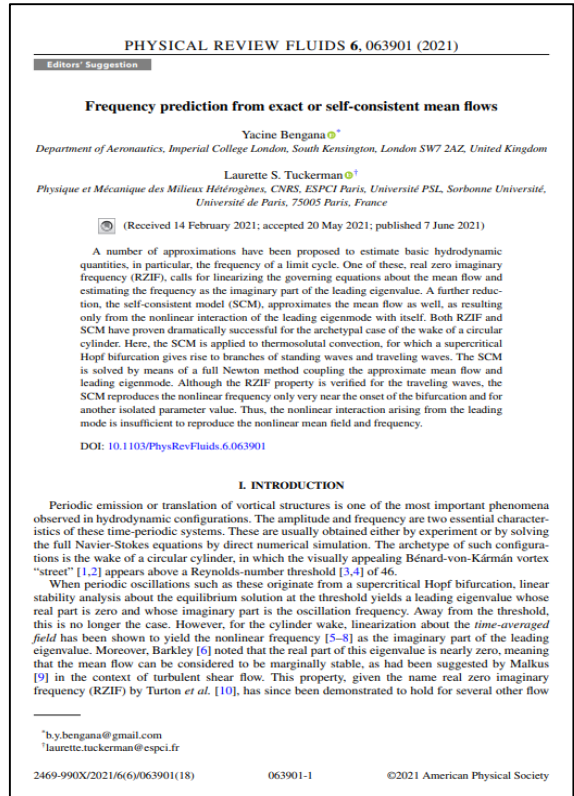 PHYSICAL REVIEW FLUIDS 6, 063901 (2021)
Editors' Suggestion
Frequency prediction from exact or self-consistent mean flows
Yacine Bengana *
Department of Aeronautics, Imperial College London, South Kensington, London SW7 2AZ, United Kingdom
Laurette S. Tuckerman †
Physique et Mécanique des Milieux Hétérogènes, CNRS, ESPCI Paris, Université PSL, Sorbonne Université,
Université de Paris, 75005 Paris, France
(Received 14 February 2021; accepted 20 May 2021; published 7 June 2021)
A number of approximations have been proposed to estimate basic hydrodynamic
quantities, in particular, the frequency of a limit cycle. One of these, real zero imaginary
frequency (RZIF), calls for linearizing the governing equations about the mean flow and
estimating the frequency as the imaginary part of the leading eigenvalue. A further reduc-
tion, the self-consistent model (SCM), approximates the mean flow as well, as resulting
only from the nonlinear interaction of the leading eigenmode with itself. Both RZIF and
SCM have proven dramatically successful for the archetypal case of the wake of a circular
cylinder. Here, the SCM is applied to thermosolutal convection, for which a supercritical
Hopf bifurcation gives rise to branches of standing waves and traveling waves. The SCM
is solved by means of a full Newton method coupling the approximate mean flow and
leading eigenmode. Although the RZIF property is verified for the traveling waves, the
SCM reproduces the nonlinear frequency only very near the onset of the bifurcation and for
another isolated parameter value. Thus, the nonlinear interaction arising from the leading
mode is insufficient to reproduce the nonlinear mean field and frequency.
DOI: 10.1103/PhysRevFluids.6.063901
I. INTRODUCTION
Periodic emission or translation of vortical structures is one of the most important phenomena
observed in hydrodynamic configurations. The amplitude and frequency are two essential character-
istics of these time-periodic systems. These are usually obtained either by experiment or by solving
the full Navier-Stokes equations by direct numerical simulation. The archetype of such configura-
tions is the wake of a circular cylinder, in which the visually appealing Bénard-von-Kármán vortex
"street" [1,2] appears above a Reynolds-number threshold [3,4] of 46.
When periodic oscillations such as these originate from a supercritical Hopf bifurcation, linear
stability analysis about the equilibrium solution at the threshold yields a leading eigenvalue whose
real part is zero and whose imaginary part is the oscillation frequency. Away from the threshold,
this is no longer the case. However, for the cylinder wake, linearization about the time-averaged
field has been shown to yield the nonlinear frequency [5–8] as the imaginary part of the leading
eigenvalue. Moreover, Barkley [6] noted that the real part of this eigenvalue is nearly zero, meaning
that the mean flow can be considered to be marginally stable, as had been suggested by Malkus
[9] in the context of turbulent shear flow. This property, given the name real zero imaginary
frequency (RZIF) by Turton et al. [10], has since been demonstrated to hold for several other flow
*b.y.bengana@gmail.com
†laurette.tuckerman@espci.fr
2469-990X/2021/6(6)/063901(18)
063901-1
©2021 American Physical Society